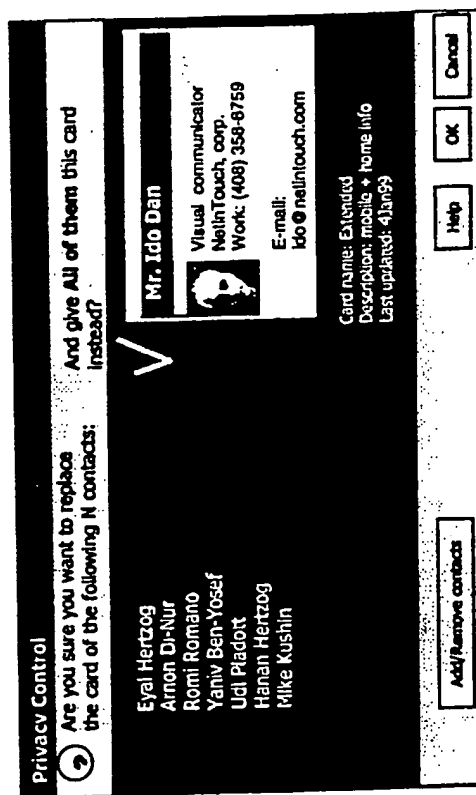 Privacy Control
Are you sure you want to replace
the card of the following N contacts:
And give All of them this card
instead?
Eyal Hertzog
Arnon Di-Nur
Romi Romano
Yaniv Ben-Yosef
Udi Pladott
Hanan Hertzog
Mike Kushin
Mr. Ido Dan
Visual communicator
NetInTouch, corp.
Work: (408) 358-8759
E-mail:
Ido@netintouch.com
Card name: Extended
Description: mobile + home info
Last updated: 4Jan99
Add/Remove contacts
Help
OK
Cancel